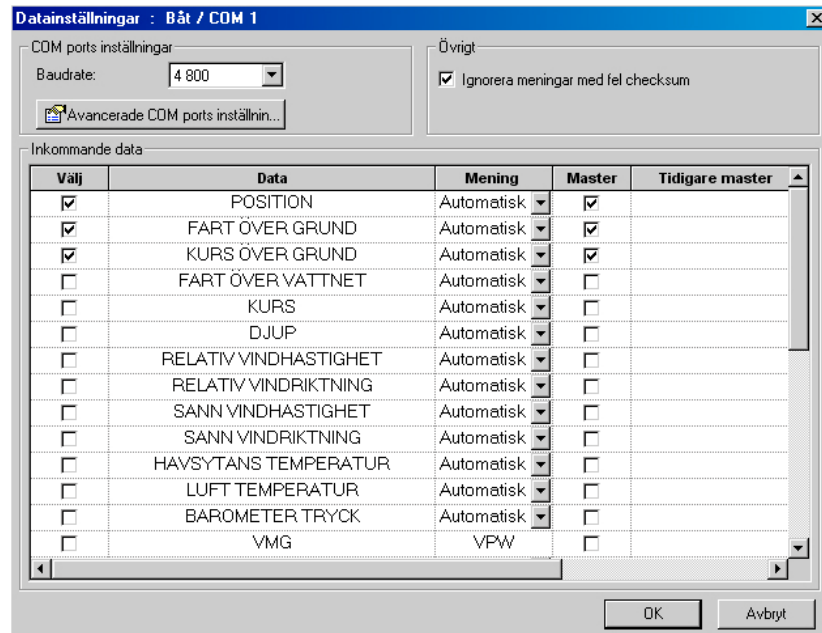 Datainställningar : Båt / COM 1
COM ports inställningar
Baudrate: 4 800
Avancerade COM ports inställnin...
Övrigt
Ignorera meningar med fel checksum
Inkommande data
Välj Data Mening Master Tidigare master
POSITION Automatisk
FART ÖVER GRUND Automatisk
KURS ÖVER GRUND Automatisk
FART ÖVER VATTNET Automatisk
KURS Automatisk
DJUP Automatisk
RELATIV VINDHASTIGHET Automatisk
RELATIV VINDRIKTNING Automatisk
SANN VINDHASTIGHET Automatisk
SANN VINDRIKTNING Automatisk
HAVSYTANS TEMPERATUR Automatisk
LUFT TEMPERATUR Automatisk
BAROMETER TRYCK Automatisk
VMG VPW
OK Avbryt